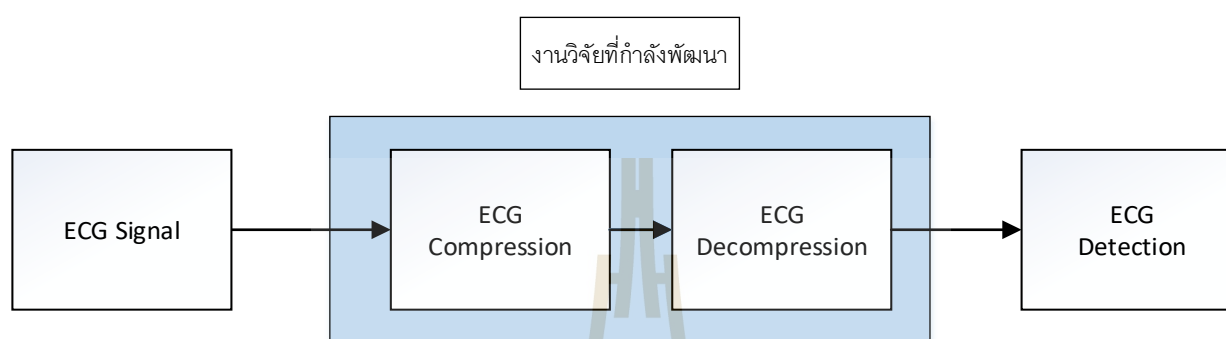 งานวิจัยที่กำลังพัฒนา
ECG Signal
ECG
Compression
ECG
Decompression
ECG
Detection